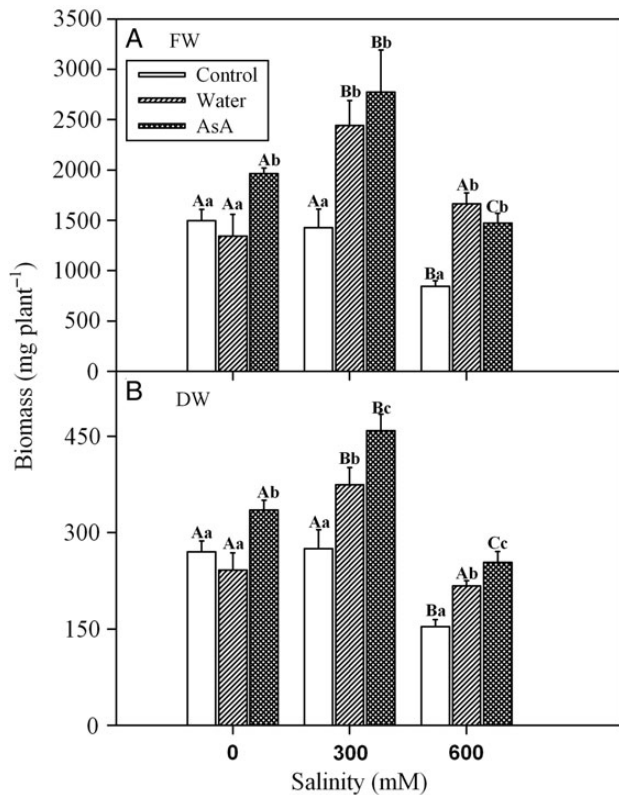 A FW
Control
Water
AsA
3500
3000
2500
2000
1500
1000
500
0
Aa Aa Ab
Aa Bb Bb
Ba Ab Cb
Biomass (mg plant⁻¹)
B DW
450
300
150
0
Aa Aa Ab
Aa Bb Bc
Ba Ab Cc
0 300 600
Salinity (mM)